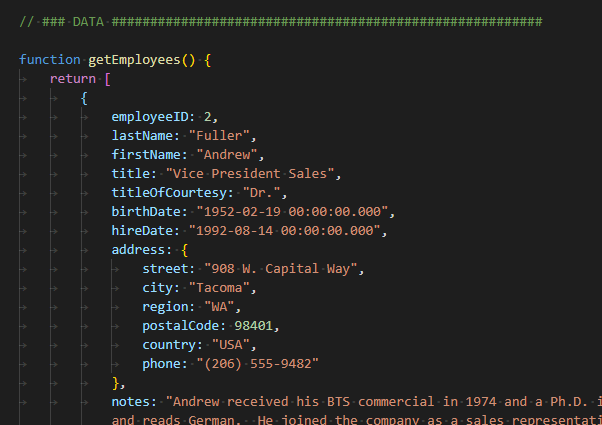 // ### DATA ########################################################
function getEmployees() {
return [
{
employeeID: 2,
lastName: "Fuller",
firstName: "Andrew",
title: "Vice President Sales",
titleOfCourtesy: "Dr.",
birthDate: "1952-02-19 00:00:00.000",
hireDate: "1992-08-14 00:00:00.000",
address: {
street: "908 W. Capital Way",
city: "Tacoma",
region: "WA",
postalCode: 98401,
country: "USA",
phone: "(206) 555-9482"
},
notes: "Andrew received his BTS commercial in 1974 and a Ph.D. i
and reads German.  He joined the company as a sales representati